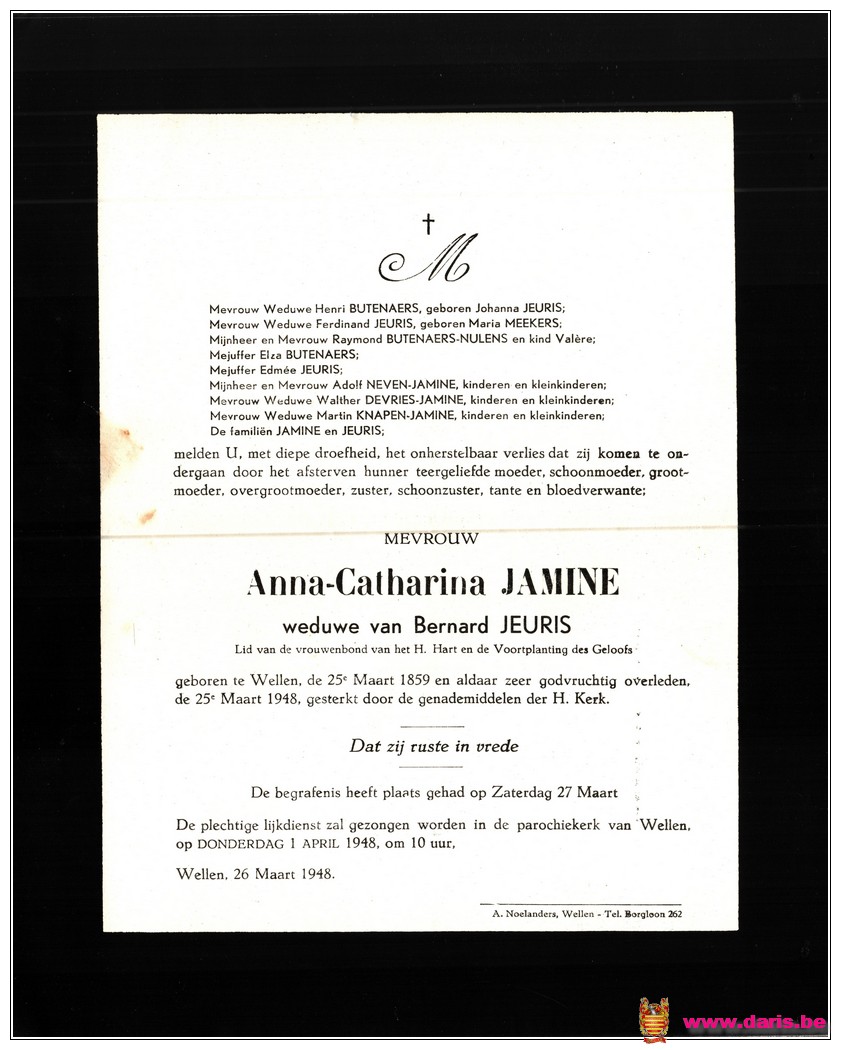 †
M
Mevrouw Weduwe Henri BUTENAERS, geboren Johanna JEURIS;
Mevrouw Weduwe Ferdinand JEURIS, geboren Maria MEEKERS;
Mijnheer en Mevrouw Raymond BUTENAERS-NULENS en kind Valère;
Mejuffer Elza BUTENAERS;
Mejuffer Edmée JEURIS;
Mijnheer en Mevrouw Adolf NEVEN-JAMINE, kinderen en kleinkinderen;
Mevrouw Weduwe Walther DEVRIES-JAMINE, kinderen en kleinkinderen;
Mevrouw Weduwe Martin KNAPEN-JAMINE, kinderen en kleinkinderen;
De familiën JAMINE en JEURIS;
melden U, met diepe droefheid, het onherstelbaar verlies dat zij komen te on-
dergaan door het afsterven hunner teergeliefde moeder, schoonmoeder, groot-
moeder, overgrootmoeder, zuster, schoonzuster, tante en bloedverwante;
MEVROUW
Anna-Catharina JAMINE
weduwe van Bernard JEURIS
Lid van de vrouwenbond van het H. Hart en de Voortplanting des Geloofs
geboren te Wellen, de 25e Maart 1859 en aldaar zeer godvruchtig overleden,
de 25e Maart 1948, gesterkt door de genademiddelen der H. Kerk.
Dat zij ruste in vrede
De begrafenis heeft plaats gehad op Zaterdag 27 Maart
De plechtige lijkdienst zal gezongen worden in de parochiekerk van Wellen,
op DONDERDAG 1 APRIL 1948, om 10 uur,
Wellen, 26 Maart 1948.
A. Noelanders, Wellen - Tel. Borgloon 262
www.daris.be